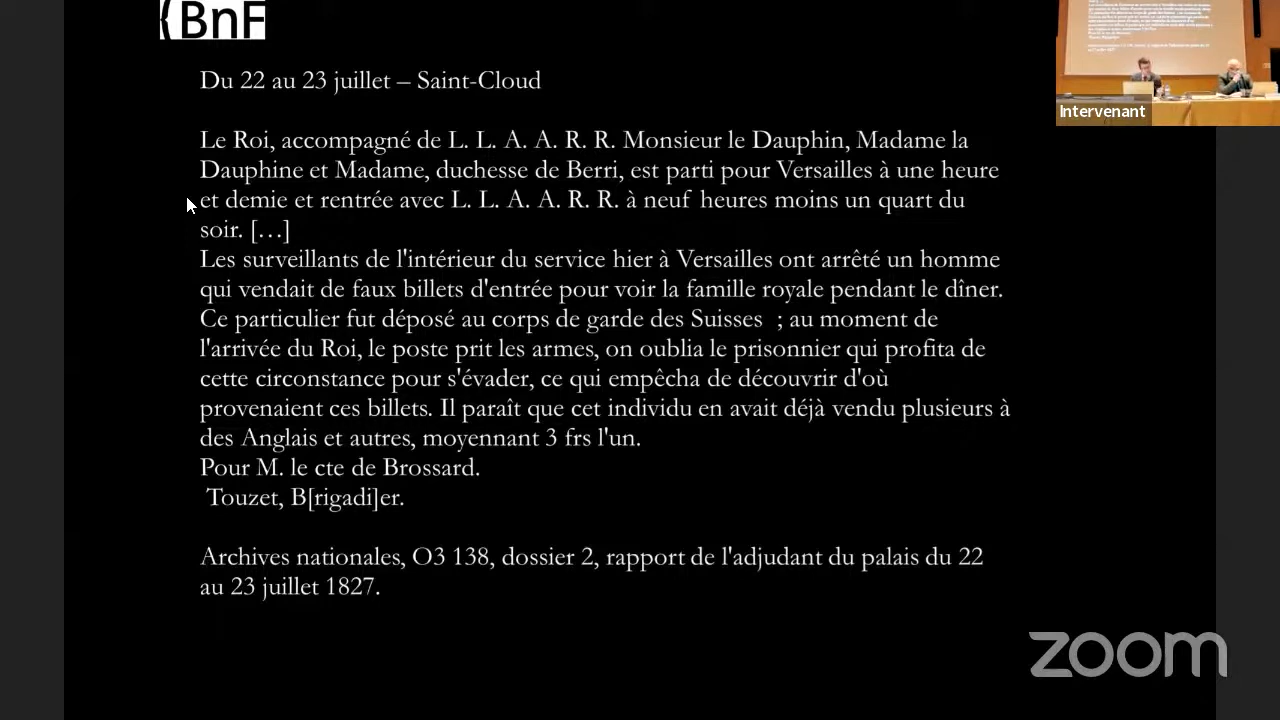 (BnF
Du 22 au 23 juillet – Saint-Cloud
Le Roi, accompagné de L. L. A. A. R. R. Monsieur le Dauphin, Madame la
Dauphine et Madame, duchesse de Berri, est parti pour Versailles à une heure
et demie et rentrée avec L. L. A. A. R. R. à neuf heures moins un quart du
soir. […]
Les surveillants de l'intérieur du service hier à Versailles ont arrêté un homme
qui vendait de faux billets d'entrée pour voir la famille royale pendant le dîner.
Ce particulier fut déposé au corps de garde des Suisses ; au moment de
l'arrivée du Roi, le poste prit les armes, on oublia le prisonnier qui profita de
cette circonstance pour s'évader, ce qui empêcha de découvrir d'où
provenaient ces billets. Il paraît que cet individu en avait déjà vendu plusieurs à
des Anglais et autres, moyennant 3 frs l'un.
Pour M. le cte de Brossard.
Touzet, B[rigadi]er.
Archives nationales, O3 138, dossier 2, rapport de l'adjudant du palais du 22
au 23 juillet 1827.
Intervenant
zoom